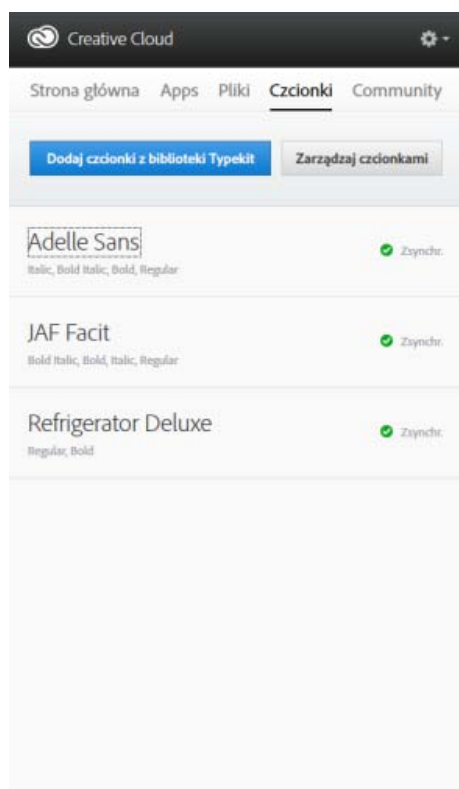 Creative Cloud
Strona główna Apps Pliki Czcionki Community
Dodaj czcionki z biblioteki Typekit Zarządzaj czcionkami
Adelle Sans
Zsynchr.
Italic, Bold Italic, Bold, Regular
JAF Facit
Zsynchr.
Bold Italic, Bold, Italic, Regular
Refrigerator Deluxe
Zsynchr.
Regular, Bold